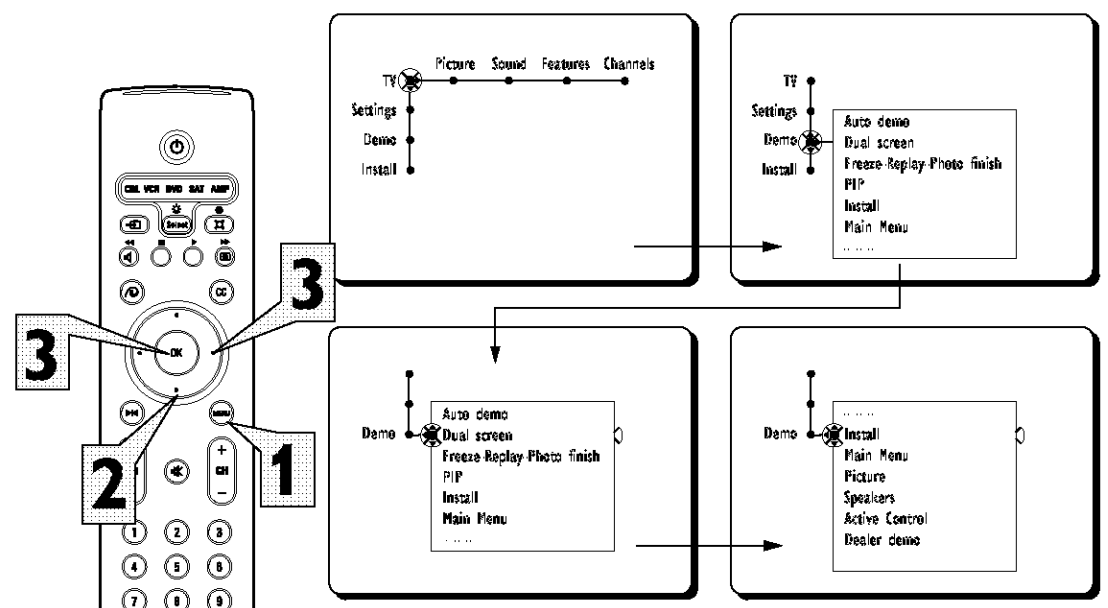 CBL VCR DVD SAT AMP
Select
CC
OK
MENU
3
3
2
1
+
CH
−
1 2 3
4 5 6
7 8 9
Picture Sound Features Channels
TV
Settings
Demo
Install
TV
Settings
Demo
Install
Auto demo
Dual screen
Freeze-Replay-Photo finish
PIP
Install
Main Menu
.. .. ..
Demo
Auto demo
Dual screen
Freeze-Replay-Photo finish
PIP
Install
Main Menu
.. .. ..
Demo
.. .. ..
Install
Main Menu
Picture
Speakers
Active Control
Dealer demo